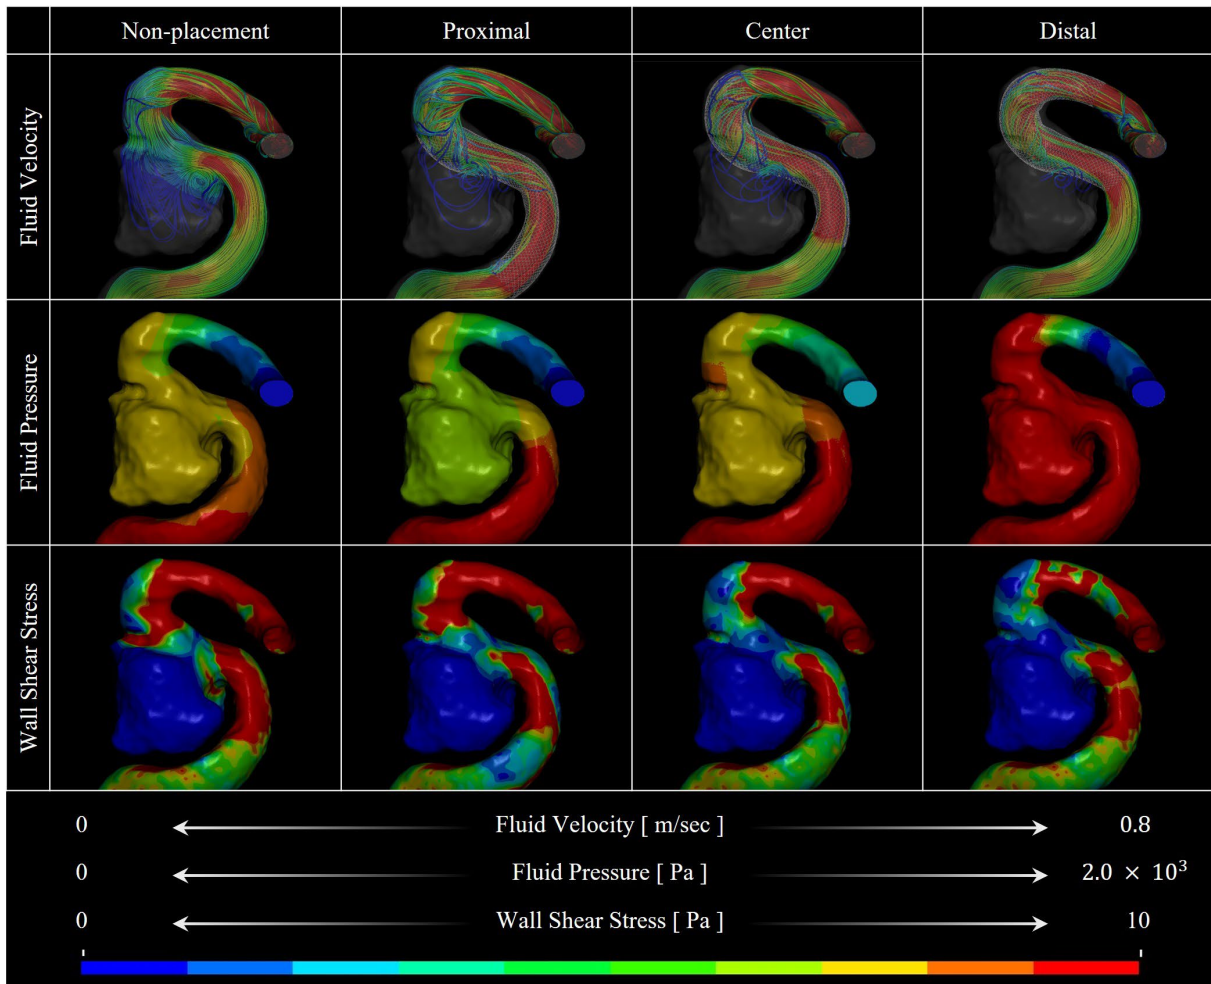 Non-placement Proximal Center Distal
Fluid Velocity
Fluid Pressure
Wall Shear Stress
0 Fluid Velocity [ m/sec ] 0.8
0 Fluid Pressure [ Pa ] 2.0 × 10³
0 Wall Shear Stress [ Pa ] 10